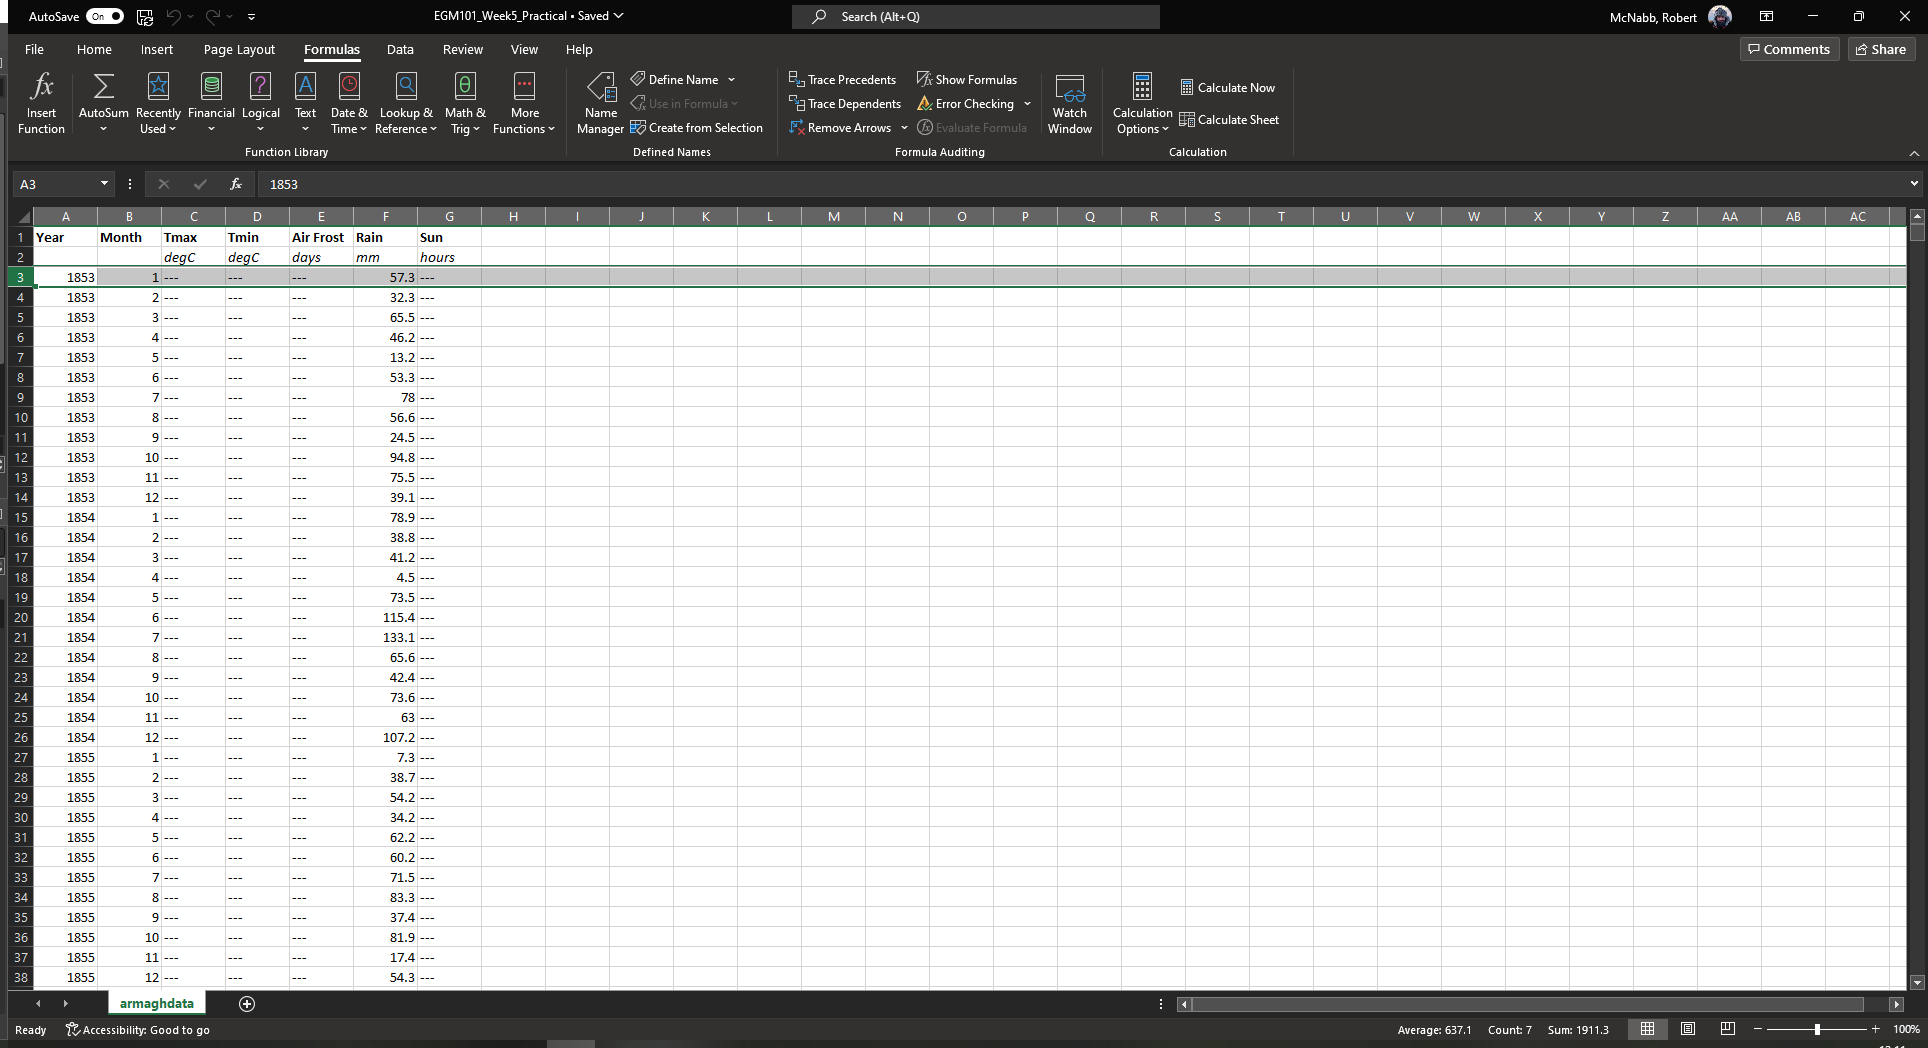 AutoSave On EGM101_Week5_Practical • Saved Search (Alt+Q) McNabb, Robert
File Home Insert Page Layout Formulas Data Review View Help Comments Share
Insert Function AutoSum Recently Used Financial Logical Text Date & Time Lookup & Reference Math & Trig More Functions
Function Library
Name Manager Define Name Use in Formula Create from Selection
Defined Names
Trace Precedents Show Formulas
Trace Dependents Error Checking
Remove Arrows Evaluate Formula
Formula Auditing
Watch Window
Calculation Options Calculate Now Calculate Sheet
Calculation
A3 fx 1853
A B C D E F G H I J K L M N O P Q R S T U V W X Y Z AA AB AC
1 Year Month Tmax Tmin Air Frost Rain Sun
2 degC degC days mm hours
3 1853 1 --- --- --- 57.3 ---
4 1853 2 --- --- --- 32.3 ---
5 1853 3 --- --- --- 65.5 ---
6 1853 4 --- --- --- 46.2 ---
7 1853 5 --- --- --- 13.2 ---
8 1853 6 --- --- --- 53.3 ---
9 1853 7 --- --- --- 78 ---
10 1853 8 --- --- --- 56.6 ---
11 1853 9 --- --- --- 24.5 ---
12 1853 10 --- --- --- 94.8 ---
13 1853 11 --- --- --- 75.5 ---
14 1853 12 --- --- --- 39.1 ---
15 1854 1 --- --- --- 78.9 ---
16 1854 2 --- --- --- 38.8 ---
17 1854 3 --- --- --- 41.2 ---
18 1854 4 --- --- --- 4.5 ---
19 1854 5 --- --- --- 73.5 ---
20 1854 6 --- --- --- 115.4 ---
21 1854 7 --- --- --- 133.1 ---
22 1854 8 --- --- --- 65.6 ---
23 1854 9 --- --- --- 42.4 ---
24 1854 10 --- --- --- 73.6 ---
25 1854 11 --- --- --- 63 ---
26 1854 12 --- --- --- 107.2 ---
27 1855 1 --- --- --- 7.3 ---
28 1855 2 --- --- --- 38.7 ---
29 1855 3 --- --- --- 54.2 ---
30 1855 4 --- --- --- 34.2 ---
31 1855 5 --- --- --- 62.2 ---
32 1855 6 --- --- --- 60.2 ---
33 1855 7 --- --- --- 71.5 ---
34 1855 8 --- --- --- 83.3 ---
35 1855 9 --- --- --- 37.4 ---
36 1855 10 --- --- --- 81.9 ---
37 1855 11 --- --- --- 17.4 ---
38 1855 12 --- --- --- 54.3 ---
armaghdata
Ready Accessibility: Good to go Average: 637.1 Count: 7 Sum: 1911.3 100%